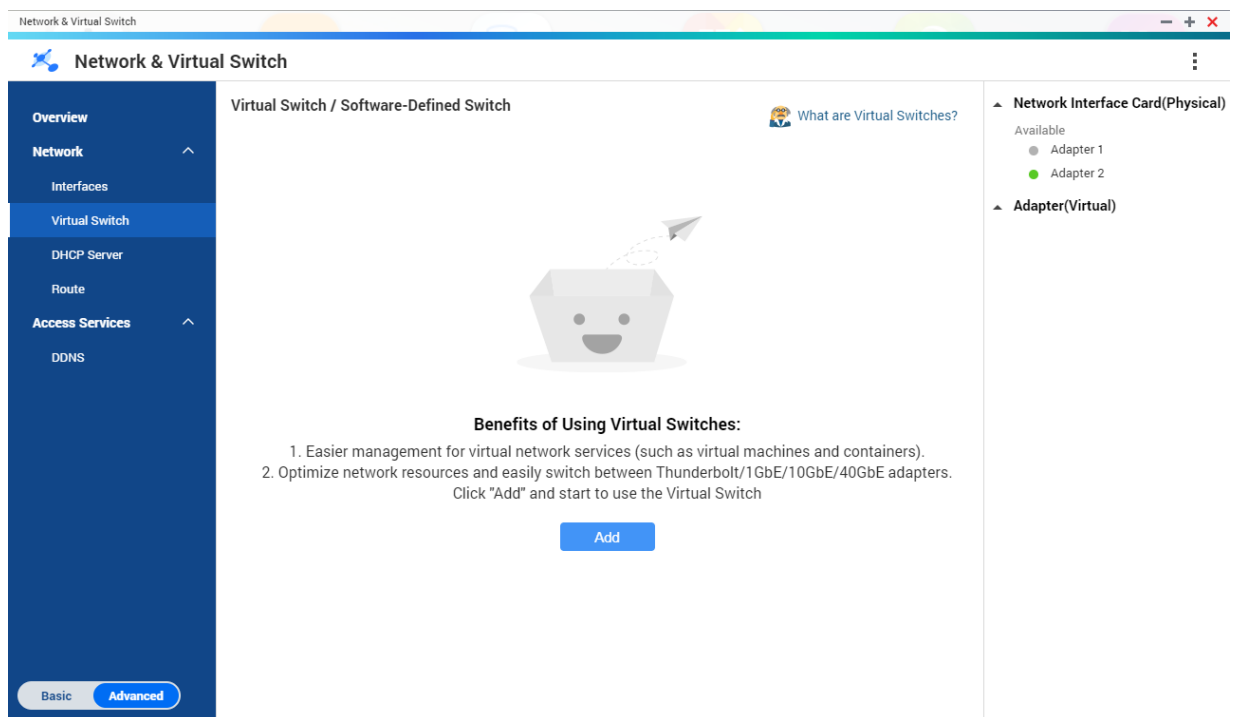 Network & Virtual Switch
Network & Virtual Switch
Overview
Network
Interfaces
Virtual Switch
DHCP Server
Route
Access Services
DDNS
Basic
Advanced
Virtual Switch / Software-Defined Switch
What are Virtual Switches?
Benefits of Using Virtual Switches:
1. Easier management for virtual network services (such as virtual machines and containers).
2. Optimize network resources and easily switch between Thunderbolt/1GbE/10GbE/40GbE adapters.
Click "Add" and start to use the Virtual Switch
Add
Network Interface Card(Physical)
Available
Adapter 1
Adapter 2
Adapter(Virtual)